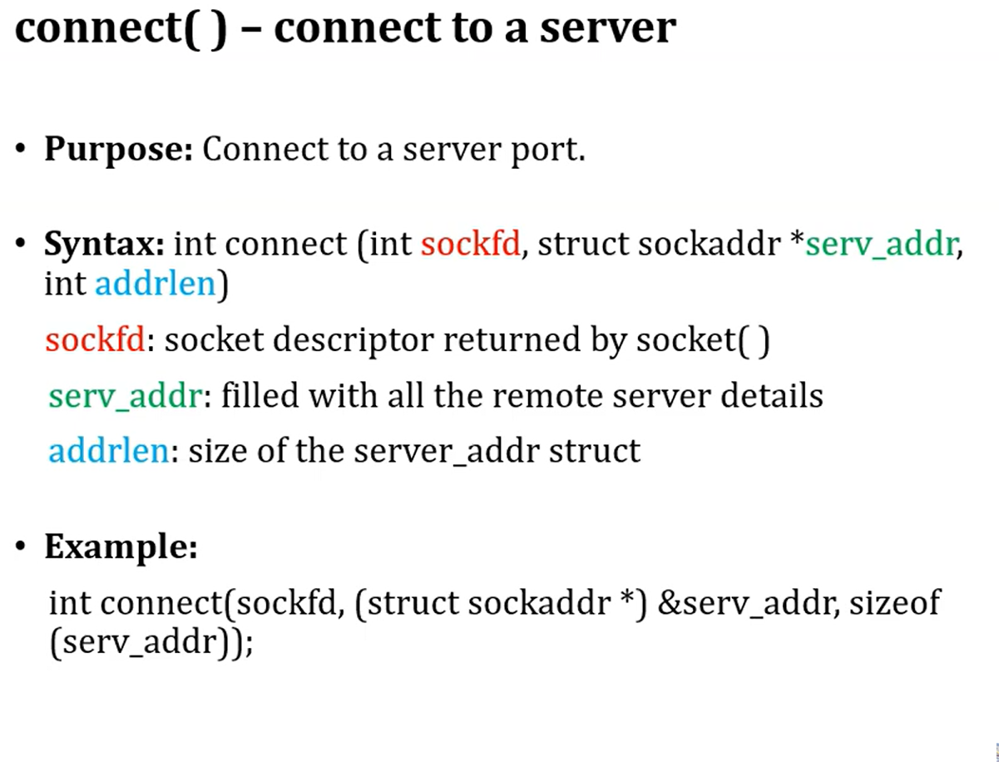 connect( ) – connect to a server
• Purpose: Connect to a server port.
• Syntax: int connect (int sockfd, struct sockaddr *serv_addr,
int addrlen)
sockfd: socket descriptor returned by socket( )
serv_addr: filled with all the remote server details
addrlen: size of the server_addr struct
• Example:
int connect(sockfd, (struct sockaddr *) &serv_addr, sizeof
(serv_addr));